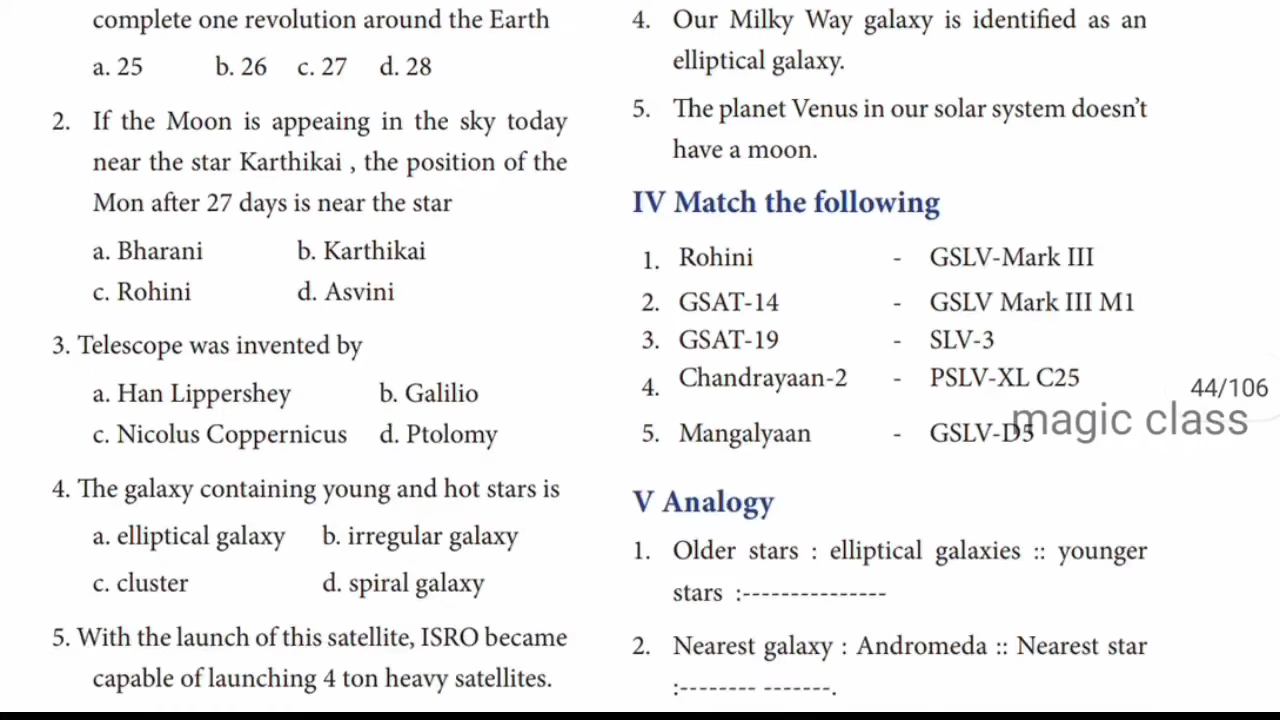 complete one revolution around the Earth
a. 25 b. 26 c. 27 d. 28
2. If the Moon is appeaing in the sky today
near the star Karthikai , the position of the
Mon after 27 days is near the star
a. Bharani b. Karthikai
c. Rohini d. Asvini
3. Telescope was invented by
a. Han Lippershey b. Galilio
c. Nicolus Coppernicus d. Ptolomy
4. The galaxy containing young and hot stars is
a. elliptical galaxy b. irregular galaxy
c. cluster d. spiral galaxy
5. With the launch of this satellite, ISRO became
capable of launching 4 ton heavy satellites.
4. Our Milky Way galaxy is identified as an
elliptical galaxy.
5. The planet Venus in our solar system doesn't
have a moon.
IV Match the following
1. Rohini - GSLV-Mark III
2. GSAT-14 - GSLV Mark III M1
3. GSAT-19 - SLV-3
4. Chandrayaan-2 - PSLV-XL C25
5. Mangalyaan - GSLV-D5
44/106
magic class
V Analogy
1. Older stars : elliptical galaxies :: younger
stars :---------------
2. Nearest galaxy : Andromeda :: Nearest star
:-------- -------.